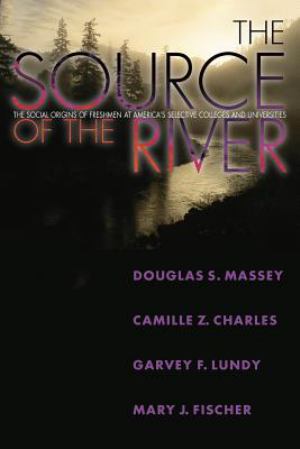 THE
SOURCE
THE SOCIAL ORIGINS OF FRESHMEN AT AMERICA'S SELECTIVE COLLEGES AND UNIVERSITIES
OF THE RIVER
DOUGLAS S. MASSEY
CAMILLE Z. CHARLES
GARVEY F. LUNDY
MARY J. FISCHER